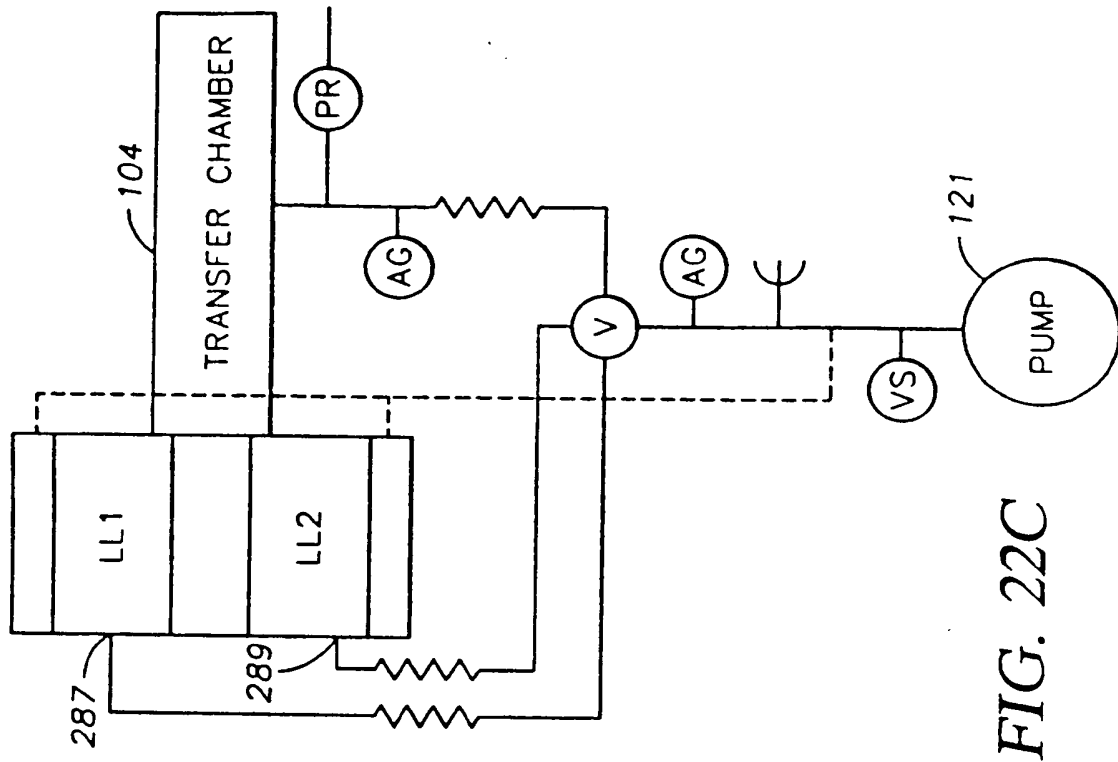 104
TRANSFER CHAMBER
PR
LL1
LL2
AG
287
289
V
AG
VS
121
PUMP
FIG. 22C